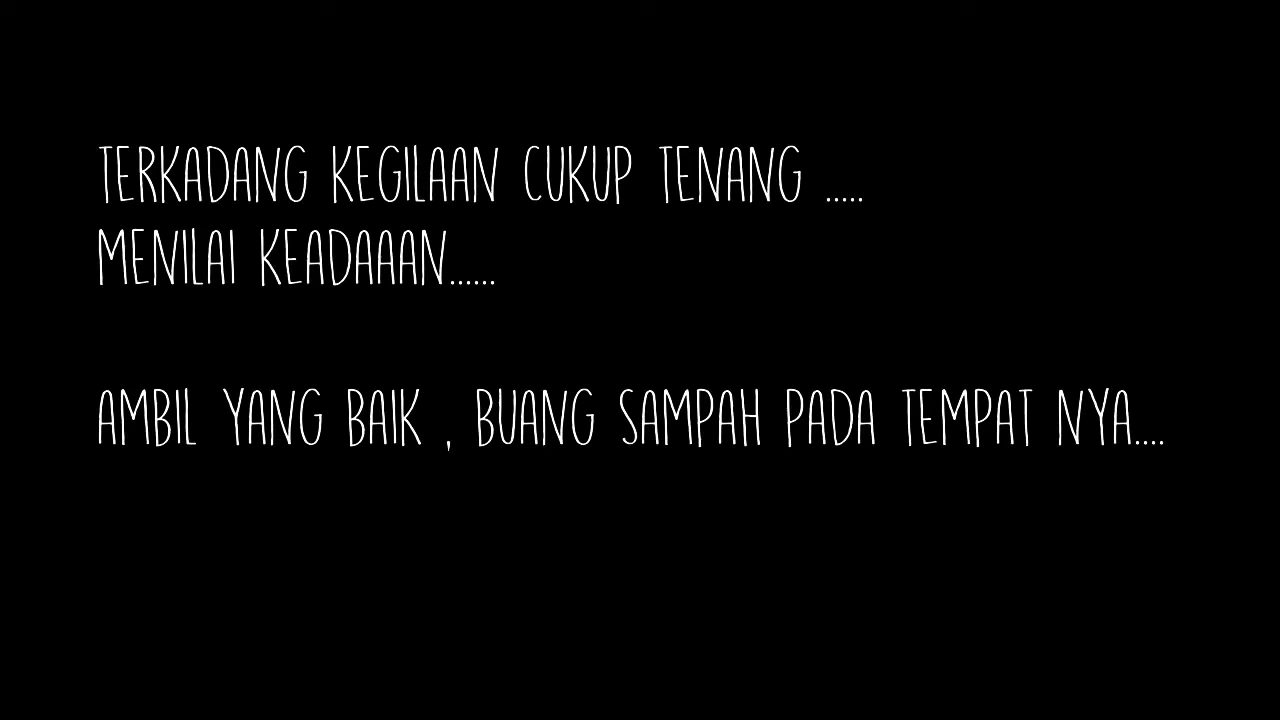 TERKADANG KEGILAAN CUKUP TENANG .....
MENILAI KEADAAAN......
AMBIL YANG BAIK , BUANG SAMPAH PADA TEMPAT NYA....